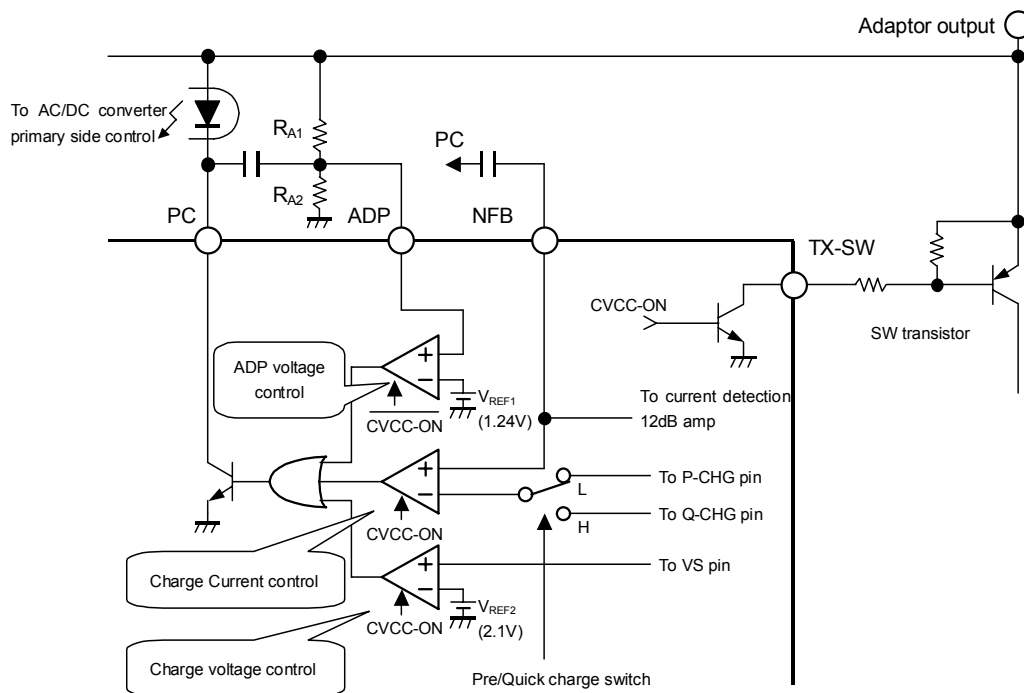 Adaptor output
To AC/DC converter
primary side control
RA1
RA2
PC
PC
ADP
NFB
TX-SW
CVCC-ON
SW transistor
ADP voltage
control
+
−
VREF1
(1.24V)
CVCC-ON
To current detection
12dB amp
+
−
L
H
To P-CHG pin
To Q-CHG pin
CVCC-ON
Charge Current control
+
−
To VS pin
VREF2
(2.1V)
CVCC-ON
Charge voltage control
Pre/Quick charge switch